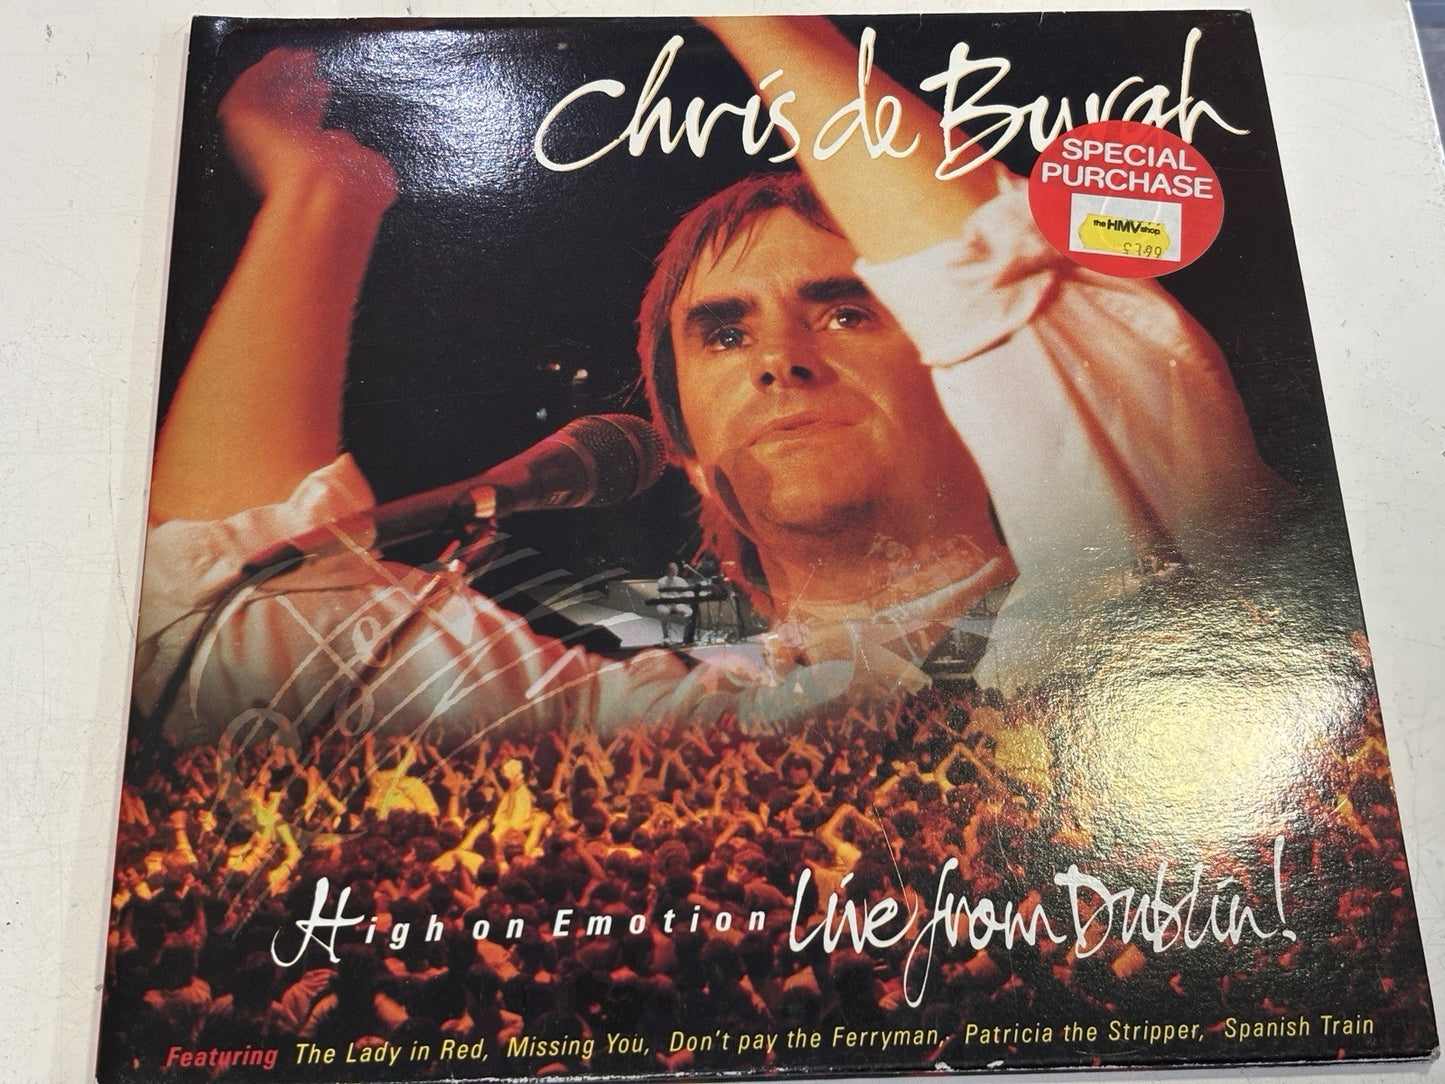 Chris de Burgh
SPECIAL
PURCHASE
the HMV shop
£7.99
High on Emotion Live from Dublin!
Featuring The Lady in Red, Missing You, Don't pay the Ferryman, Patricia the Stripper, Spanish Train